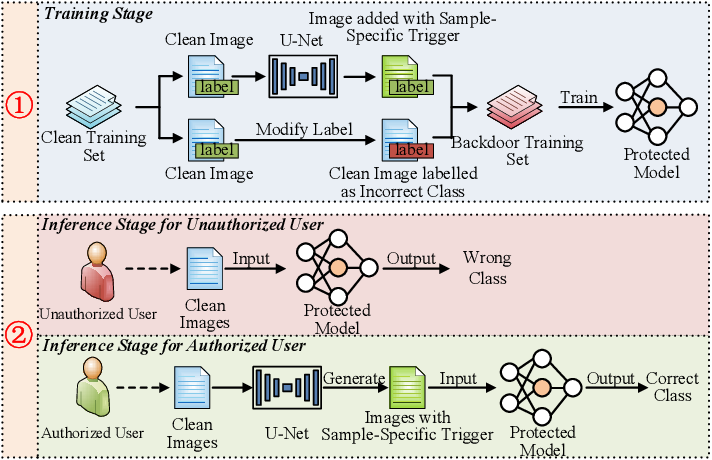 Training Stage
Image added with Sample-
Specific Trigger
Clean Image
U-Net
label
label
Clean Training
Set
①
label
Modify Label
label
Clean Image
Clean Image labelled
as Incorrect Class
Backdoor Training
Set
Train
Protected
Model
Inference Stage for Unauthorized User
Input
Output
Wrong
Class
Unauthorized User
Clean
Images
Protected
Model
②
Inference Stage for Authorized User
Generate
Input
Output
Correct
Class
Authorized User
Clean
Images
U-Net
Images with
Sample-Specific Trigger
Protected
Model